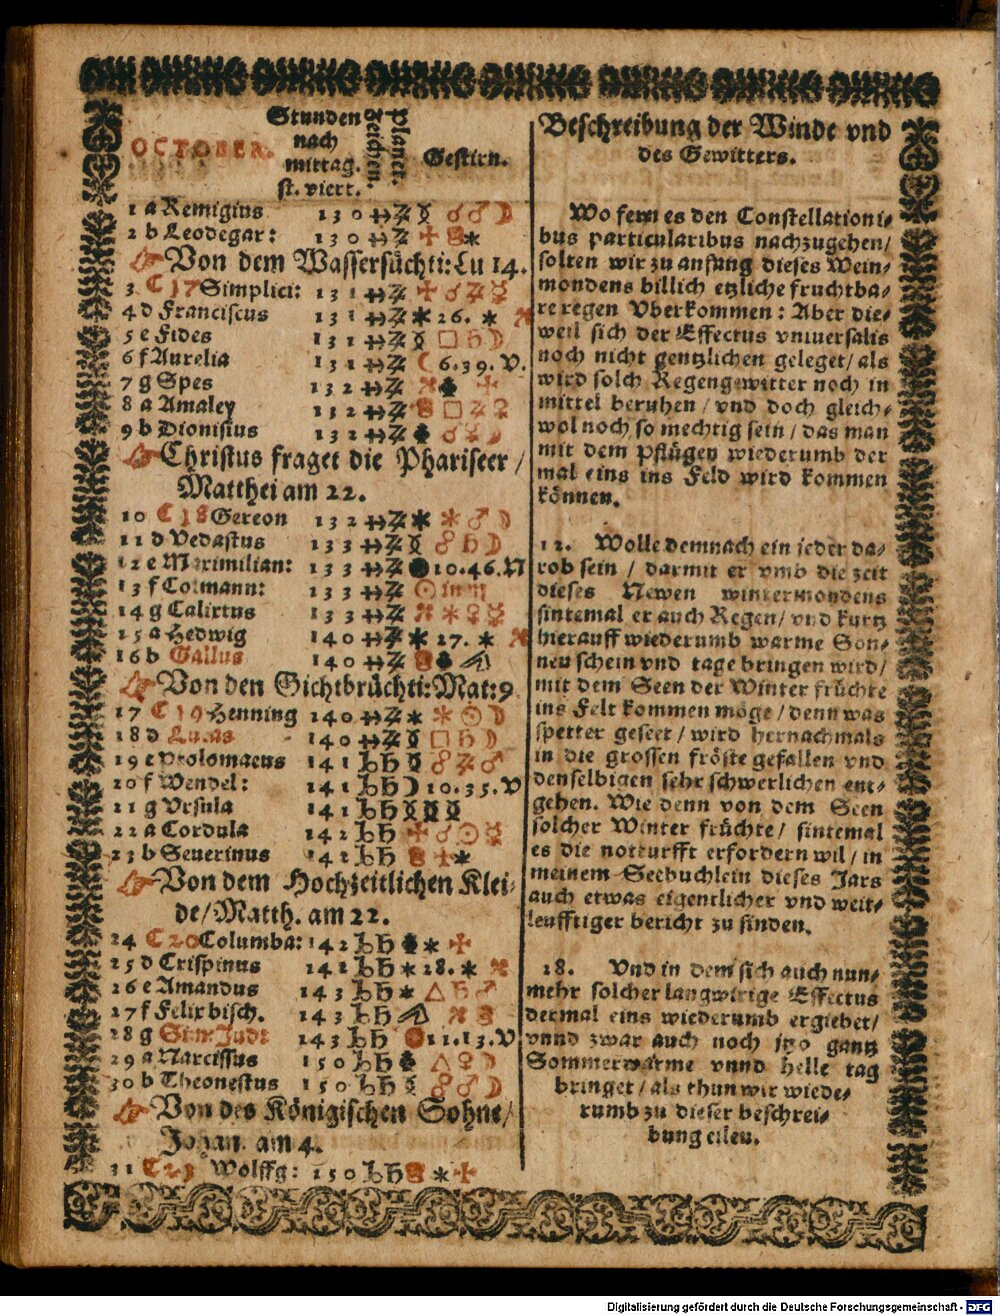 OCTOBER.
Stunden
nach
mittag.
st. viert.
Zeichen.
Planet.
Gestirn.
1 a Remigius 1 3 0 ♃ ☿ ☌ ♂ ☽
2 b Leodegar: 1 3 0 ♃
Von dem Wassersüchti: Lu 14.
3 C 17 Simplici: 1 3 1 ♃ ☌ ♃ ☿
4 d Franciscus 1 3 1 ♃ * 26. *
5 e Fides 1 3 1 ♃ ☿ □ ♄ ☽
6 f Aurelia 1 3 1 ♃ ☾ 6. 39. V.
7 g Spes 1 3 2 ♃
8 a Amaley 1 3 2 ♃ □ ♃ ♀
9 b Dionisius 1 3 2 ♃ ☌ ♀ ☽
Christus fraget die Phariseer /
Matthei am 22.
10 C 18 Gereon 1 3 2 ♃ * * ♂ ☽
11 d Vedastus 1 3 3 ♃ ☿ ☍ ♄ ☽
12 e Maximilian: 1 3 3 ♃ ● 10. 46. N
13 f Colmann: 1 3 3 ♃ ☉ in ♏
14 g Calixtus 1 3 3 ♃ * ♀ ☿
15 a Hedwig 1 4 0 ♃ * 27. *
16 b Gallus 1 4 0 ♃
Von den Gichtbrüchti: Mat: 9
17 C 19 Henning 1 4 0 ♃ * * ☉ ☽
18 d Lucas 1 4 0 ♃ ☿ □ ♄ ☽
19 e Ptolomaeus 1 4 1 ♄ ☿ ☍ ♃ ♂
20 f Wendel: 1 4 1 ♄ ☽ 10. 35. V
21 g Vrsula 1 4 1 ♄ ☿ ☿ ☿
22 a Cordula 1 4 2 ♄ ☌ ☉ ☿
23 b Seuerinus 1 4 2 ♄
Von dem Hochzeitlichen Klei-
de / Matth. am 22.
24 C 20 Columba: 1 4 2 ♄
25 d Crispinus 1 4 2 ♄ * 28. *
26 e Amandus 1 4 3 ♄ * △ ♄ ♂
27 f Felix bisch. 1 4 3 ♄
28 g Sim: Jud: 1 4 3 ♄ 11. 13. V.
29 a Narcissus 1 5 0 ♄ △ ♀ ☽
30 b Theonestus 1 5 0 ♄ ☿ ☍ ♂ ☽
Von des Königischen Sohne /
Johan. am 4.
31 C 21 Wolffg: 1 5 0 ♄
Beschreibung der Winde vnd
des Gewitters.
Wo fern es den Constellationi-
bus particularibus nachzugehen /
solten wir zu anfang dieses Wein-
mondens billich etzliche fruchtba-
re regen vberkommen: Aber die-
weil sich der Effectus vniuersalis
noch nicht gentzlichen geleget / als
wird solch Regengewitter noch in
mittel beruhen / vnd doch gleich-
wol noch so mechtig sein / das man
mit dem pflügen wiederumb der
mal eins ins Feld wird kommen
können.
12. Wolle demnach ein jeder da-
rob sein / darmit er vmb die zeit
dieses Newen wintermondens
sintemal er auch Regen / vnd kurtz
hierauff wiederumb warme Son-
nen schein vnd tage bringen wird /
mit dem Seen der Winter früchte
ins Felt kommen möge / denn was
spetter geseet / wird hernachmals
in die grossen fröste gefallen vnd
denselbigen sehr schwerlichen ent-
gehen. Wie denn von dem Seen
solcher Winter früchte / sintemal
es die notturfft erfordern wil / in
meinem Seebuchlein dieses Jars
auch etwas eigentlicher vnd weit-
leufftiger bericht zu finden.
28. Vnd in dem sich auch nun-
mehr solcher langwirige Effectus
dermal eins wiederumb ergiebet /
vnnd zwar auch noch jtzo gantz
Sommerwarme vnnd helle tag
bringet / als thun wir wiede-
rumb zu dieser beschrei-
bung eilen.
Digitalisierung gefördert durch die Deutsche Forschungsgemeinschaft - DFG